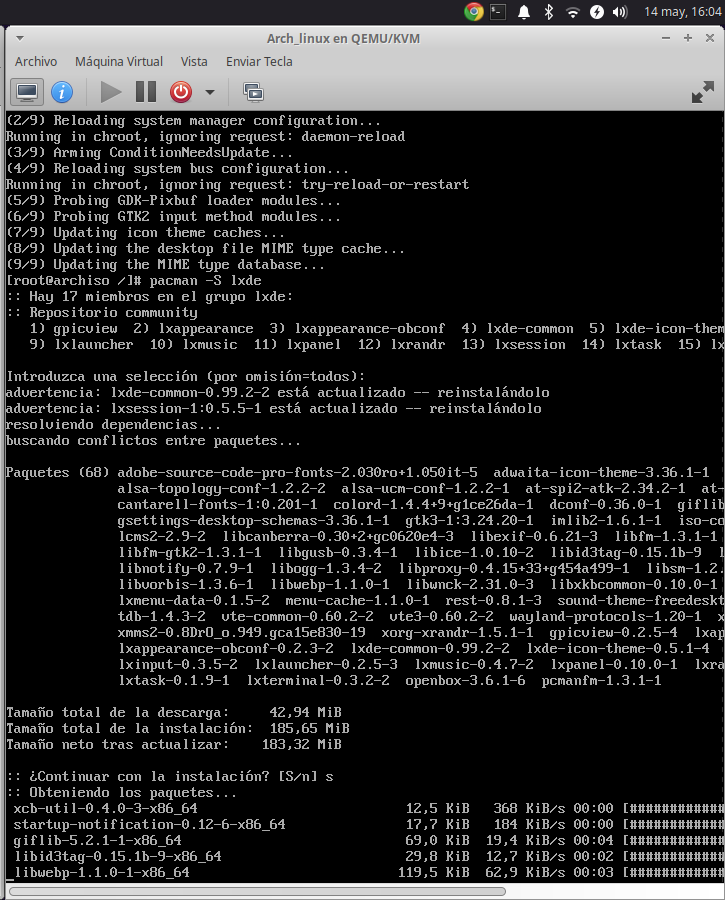 14 may, 16:04
Arch_linux en QEMU/KVM
Archivo Máquina Virtual Vista Enviar Tecla
(2/9) Reloading system manager configuration...
Running in chroot, ignoring request: daemon-reload
(3/9) Arming ConditionNeedsUpdate...
(4/9) Reloading system bus configuration...
Running in chroot, ignoring request: try-reload-or-restart
(5/9) Probing GDK-Pixbuf loader modules...
(6/9) Probing GTK2 input method modules...
(7/9) Updating icon theme caches...
(8/9) Updating the desktop file MIME type cache...
(9/9) Updating the MIME type database...
[root@archiso /]# pacman -S lxde
:: Hay 17 miembros en el grupo lxde:
:: Repositorio community
1) gpicview 2) lxappearance 3) lxappearance-obconf 4) lxde-common 5) lxde-icon-them
9) lxlauncher 10) lxmusic 11) lxpanel 12) lxrandr 13) lxsession 14) lxtask 15) lx
Introduzca una selección (por omisión=todos):
advertencia: lxde-common-0.99.2-2 está actualizado -- reinstalándolo
advertencia: lxsession-1:0.5.5-1 está actualizado -- reinstalándolo
resolviendo dependencias...
buscando conflictos entre paquetes...
Paquetes (68) adobe-source-code-pro-fonts-2.030ro+1.050it-5 adwaita-icon-theme-3.36.1-1
alsa-topology-conf-1.2.2-2 alsa-ucm-conf-1.2.2-1 at-spi2-atk-2.34.2-1 at-
cantarell-fonts-1:0.201-1 colord-1.4.4+9+g1ce26da-1 dconf-0.36.0-1 giflib
gsettings-desktop-schemas-3.36.1-1 gtk3-1:3.24.20-1 imlib2-1.6.1-1 iso-co
lcms2-2.9-2 libcanberra-0.30+2+gc0620e4-3 libexif-0.6.21-3 libfm-1.3.1-1
libfm-gtk2-1.3.1-1 libgusb-0.3.4-1 libice-1.0.10-2 libid3tag-0.15.1b-9 l
libnotify-0.7.9-1 libogg-1.3.4-2 libproxy-0.4.15+33+g454a499-1 libsm-1.2.
libvorbis-1.3.6-1 libwebp-1.1.0-1 libwnck-2.31.0-3 libxkbcommon-0.10.0-1
lxmenu-data-0.1.5-2 menu-cache-1.1.0-1 rest-0.8.1-3 sound-theme-freedeskt
tdb-1.4.3-2 vte-common-0.60.2-2 vte3-0.60.2-2 wayland-protocols-1.20-1 x
xmms2-0.8DrO_o.949.gca15e830-19 xorg-xrandr-1.5.1-1 gpicview-0.2.5-4 lxap
lxappearance-obconf-0.2.3-2 lxde-common-0.99.2-2 lxde-icon-theme-0.5.1-4
lxinput-0.3.5-2 lxlauncher-0.2.5-3 lxmusic-0.4.7-2 lxpanel-0.10.0-1 lxra
lxtask-0.1.9-1 lxterminal-0.3.2-2 openbox-3.6.1-6 pcmanfm-1.3.1-1
Tamaño total de la descarga: 42,94 MiB
Tamaño total de la instalación: 185,65 MiB
Tamaño neto tras actualizar: 183,32 MiB
:: ¿Continuar con la instalación? [S/n] s
:: Obteniendo los paquetes...
xcb-util-0.4.0-3-x86_64 12,5 KiB 368 KiB/s 00:00 [############
startup-notification-0.12-6-x86_64 17,7 KiB 184 KiB/s 00:00 [############
giflib-5.2.1-1-x86_64 69,0 KiB 19,4 KiB/s 00:04 [############
libid3tag-0.15.1b-9-x86_64 29,8 KiB 12,7 KiB/s 00:02 [############
_libwebp-1.1.0-1-x86_64 119,5 KiB 62,9 KiB/s 00:03 [############